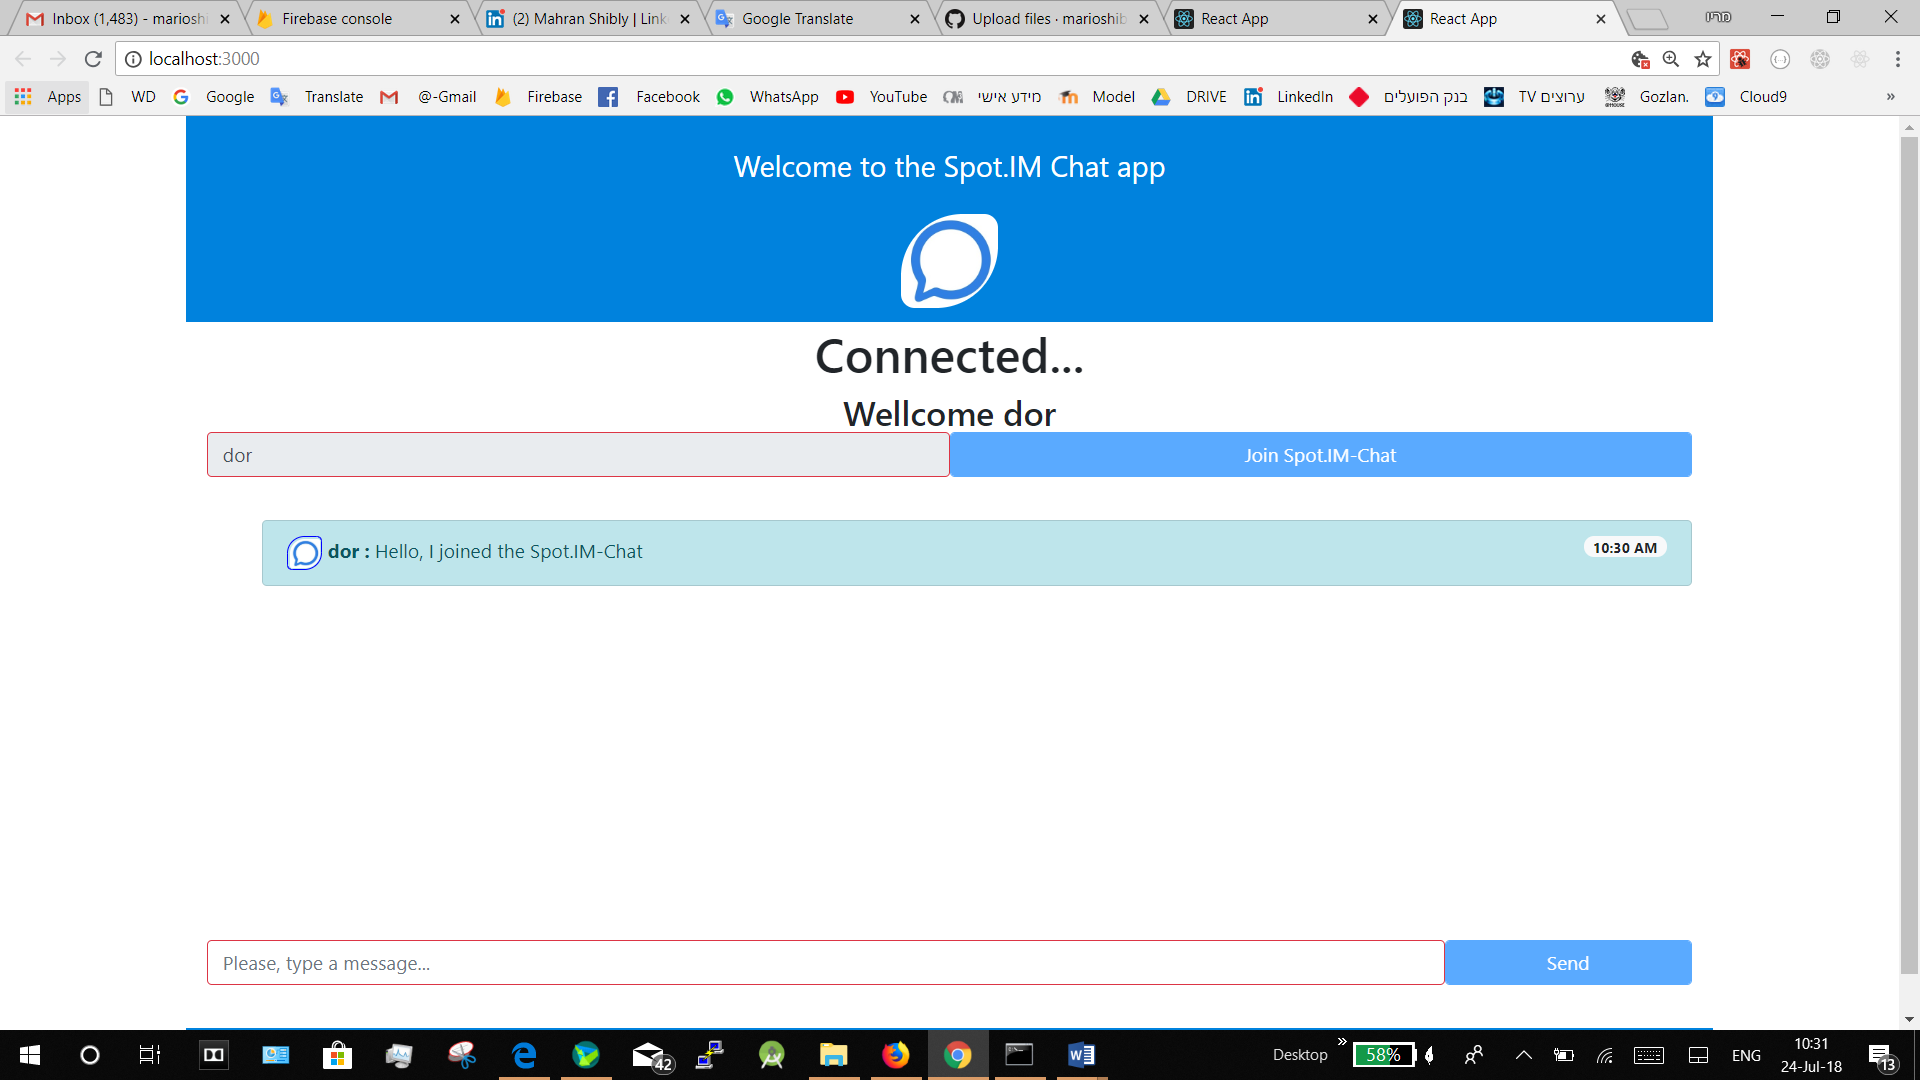 Inbox (1,483) - marioshi
Firebase console
(2) Mahran Shibly | Link
Google Translate
Upload files · marioshib
React App
React App
מריו
localhost:3000
Apps
WD
Google
Translate
@-Gmail
Firebase
Facebook
WhatsApp
YouTube
מידע אישי
Model
DRIVE
LinkedIn
בנק הפועלים
ערוצים TV
Gozlan.
Cloud9
»
Welcome to the Spot.IM Chat app
Connected...
Wellcome dor
dor
Join Spot.IM-Chat
dor : Hello, I joined the Spot.IM-Chat
10:30 AM
Please, type a message...
Send
42
Desktop
»
58%
ENG
10:31
24-Jul-18
13